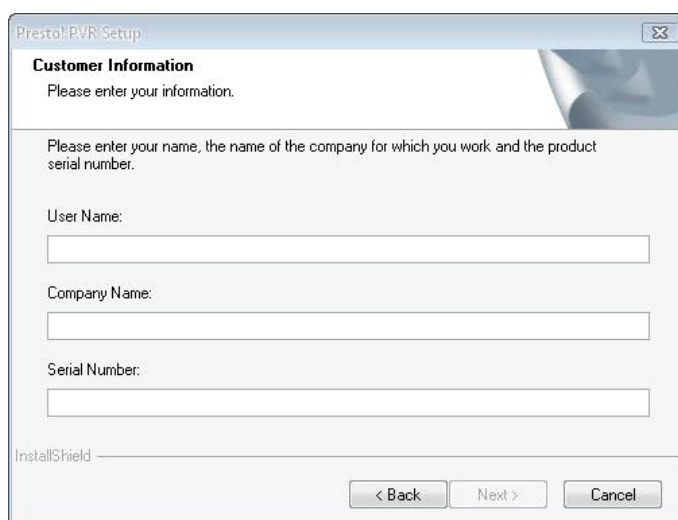 Presto! PVR Setup
Customer Information
Please enter your information.
Please enter your name, the name of the company for which you work and the product
serial number.
User Name:
Company Name:
Serial Number:
InstallShield
< Back
Next >
Cancel